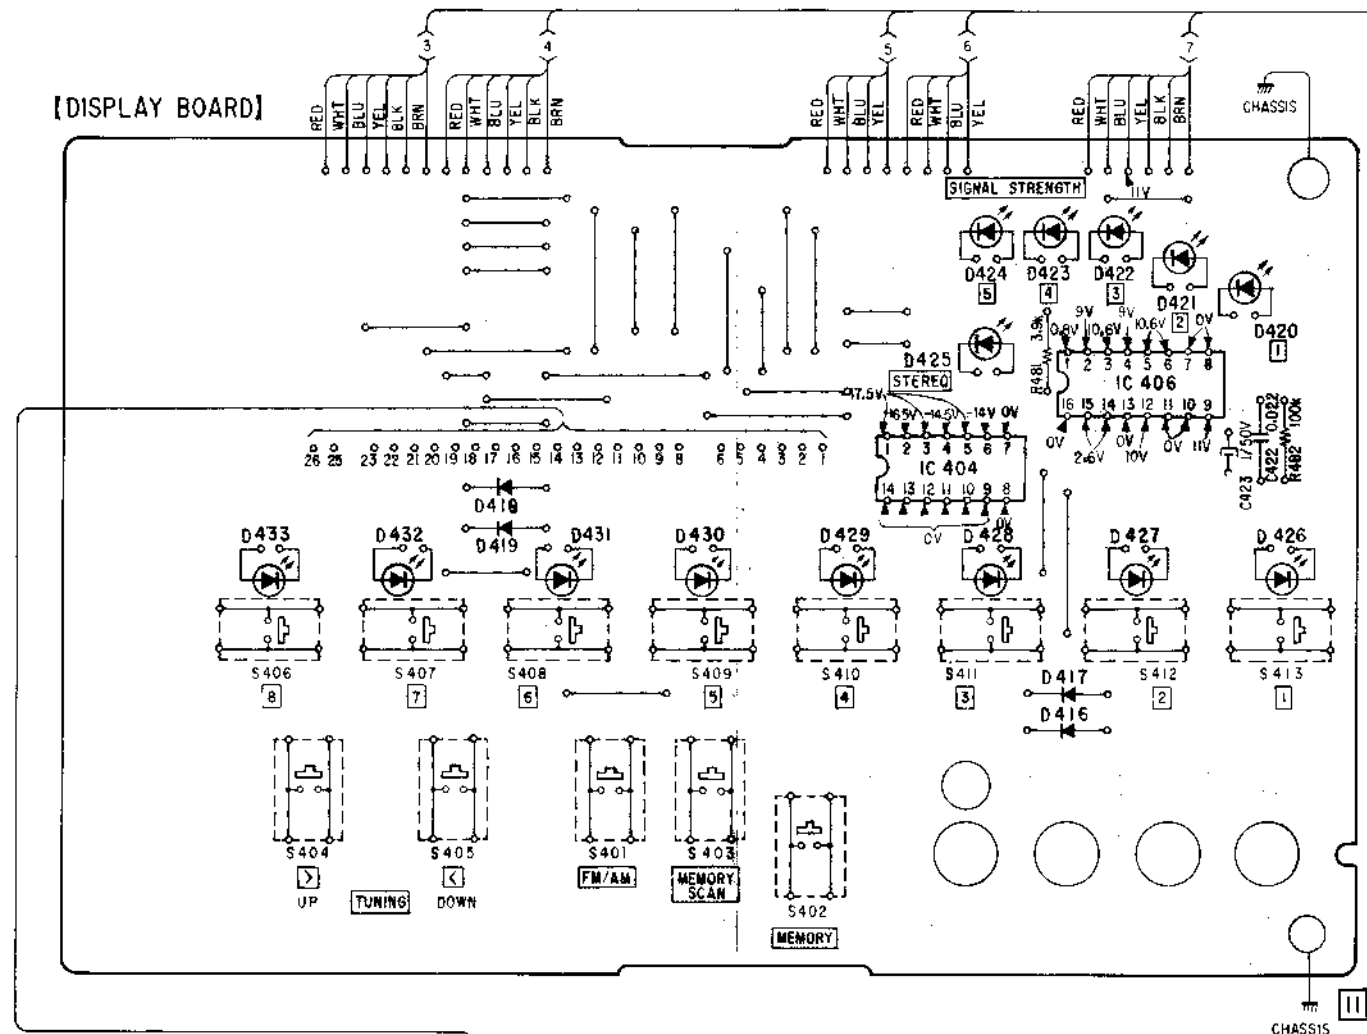 3 4 5 6 7
[DISPLAY BOARD]
RED WHT BLU YEL BLK BRN RED WHT BLU YEL BLK BRN
RED WHT BLU YEL RED WHT BLU YEL
RED WHT BLU YEL BLK BRN
CHASSIS
SIGNAL STRENGTH
11V
D424 D423 D422 D421 D420
5 4 3 2 1
D425
STEREO
R481 3.9K
0.8V 9V 10.6V 9V 10.6V 0V
1 2 3 4 5 6 7 8
IC 406
16 15 14 13 12 11 10 9
0V 2.6V 0V 10V 0V 11V
C423 1/50V
C422 0.022
R482 100K
-17.5V -16.5V -14.5V -14V 0V
1 2 3 4 5 6 7
IC 404
14 13 12 11 10 9 8
0V 0V
26 25 23 22 21 20 19 18 17 16 15 14 13 12 11 10 9 8 6 5 4 3 2 1
D418
D419
D433 D432 D431 D430 D429 D428 D427 D426
S406 S407 S408 S409 S410 S411 S412 S413
8 7 6 5 4 3 2 1
D417
D416
S404 S405 S401 S403
> < FM/AM MEMORY SCAN
UP TUNING DOWN
S402
MEMORY
11
CHASSIS